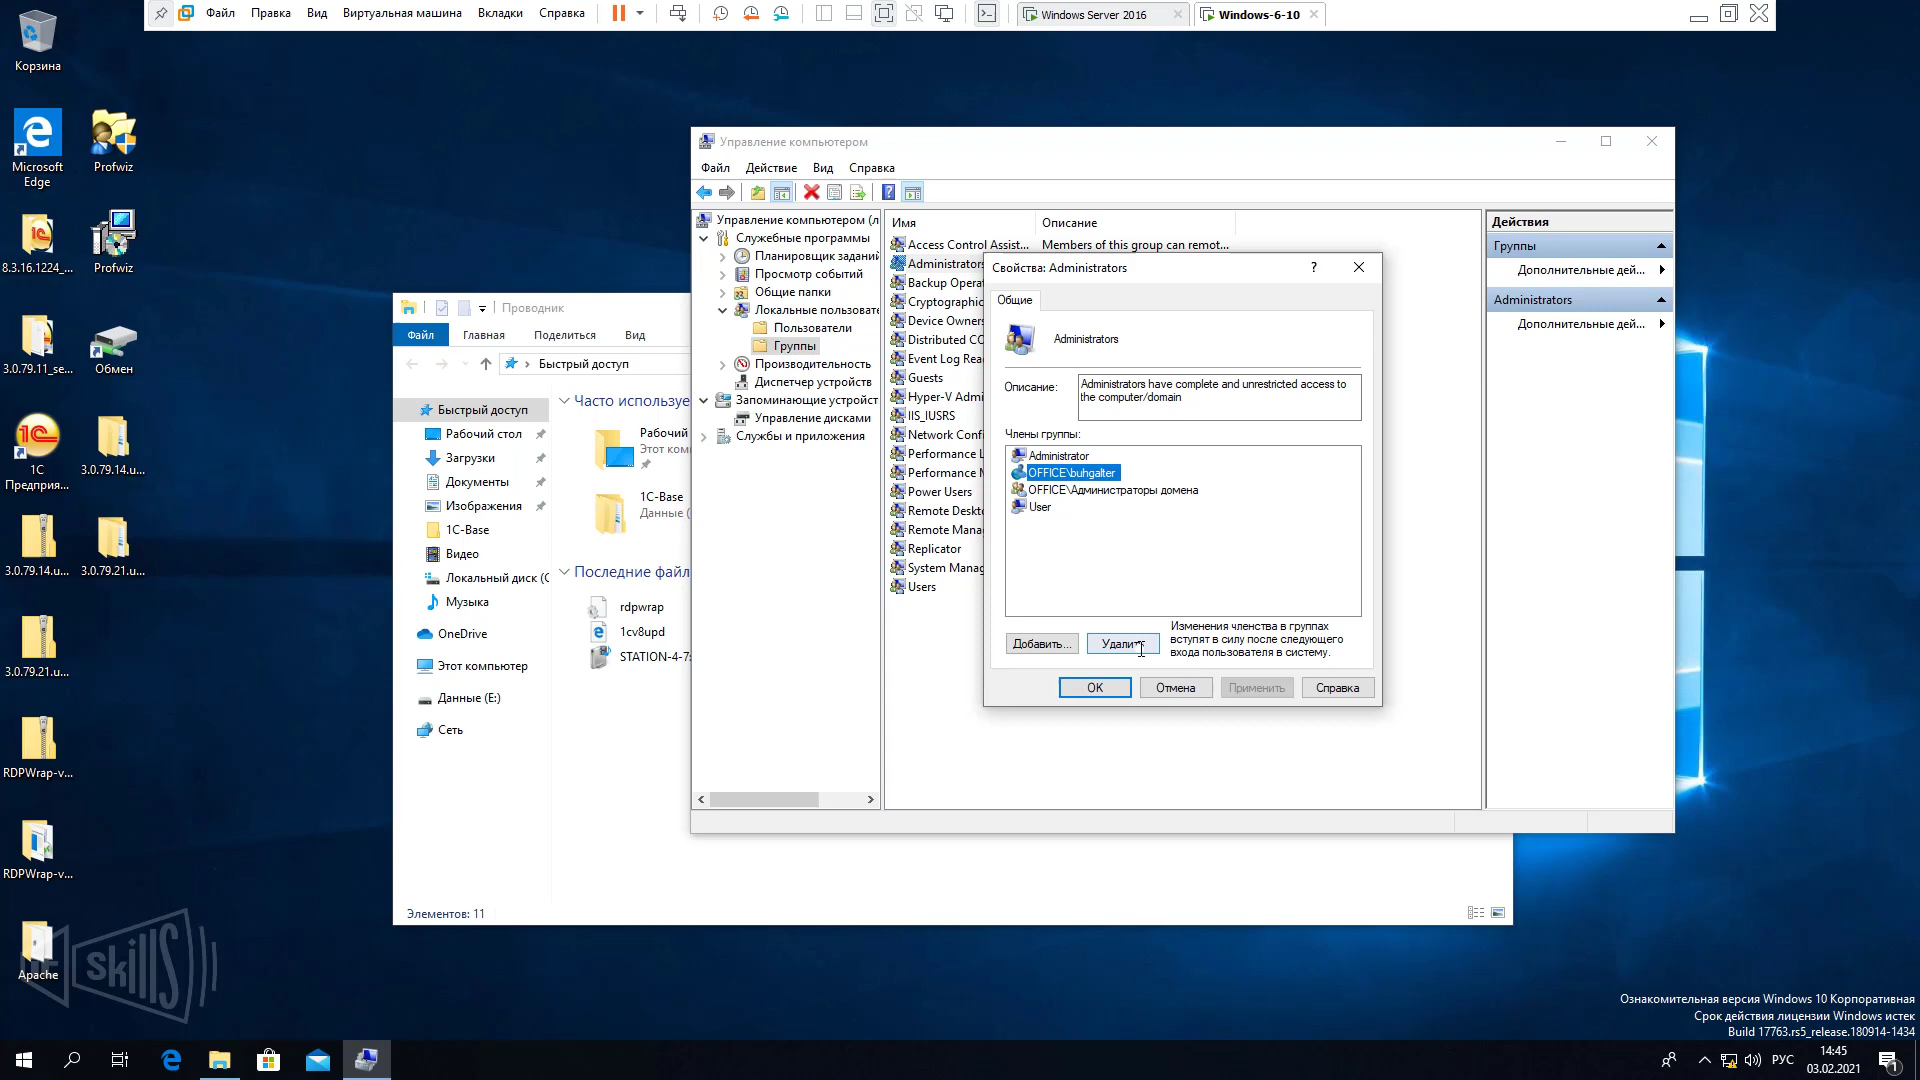 Файл
Правка
Вид
Виртуальная машина
Вкладки
Справка
Windows Server 2016
Windows-6-10
Корзина
Microsoft Edge
Profwiz
8.3.16.1224_...
Profwiz
3.0.79.11_se...
Обмен
1C Предприя...
3.0.79.14.u...
3.0.79.14.u...
3.0.79.21.u...
3.0.79.21.u...
RDPWrap-v...
RDPWrap-v...
Apache
skills
Проводник
Файл
Главная
Поделиться
Вид
Быстрый доступ
Быстрый доступ
Рабочий стол
Загрузки
Документы
Изображения
1C-Base
Видео
Локальный диск (C
Музыка
OneDrive
Этот компьютер
Данные (E:)
Сеть
Часто используе
Рабочий
Этот ком
1C-Base
Данные (
Последние файл
rdpwrap
1cv8upd
STATION-4-7:
Элементов: 11
Управление компьютером
Файл
Действие
Вид
Справка
Управление компьютером (л
Служебные программы
Планировщик заданий
Просмотр событий
Общие папки
Локальные пользовате
Пользователи
Группы
Производительность
Диспетчер устройств
Запоминающие устройст
Управление дисками
Службы и приложения
Имя
Описание
Access Control Assist...
Members of this group can remot...
Administrators
Backup Opera
Cryptographic
Device Owners
Distributed CO
Event Log Rea
Guests
Hyper-V Admi
IIS_IUSRS
Network Confi
Performance L
Performance M
Power Users
Remote Deskto
Remote Mana
Replicator
System Manag
Users
Действия
Группы
Дополнительные дей...
Administrators
Дополнительные дей...
Свойства: Administrators
Общие
Administrators
Описание:
Administrators have complete and unrestricted access to
the computer/domain
Члены группы:
Administrator
OFFICE\buhgalter
OFFICE\Администраторы домена
User
Добавить...
Удалить
Изменения членства в группах
вступят в силу после следующего
входа пользователя в систему.
OK
Отмена
Применить
Справка
Ознакомительная версия Windows 10 Корпоративная
Срок действия лицензии Windows истек
Build 17763.rs5_release.180914-1434
РУС
14:45
03.02.2021
1